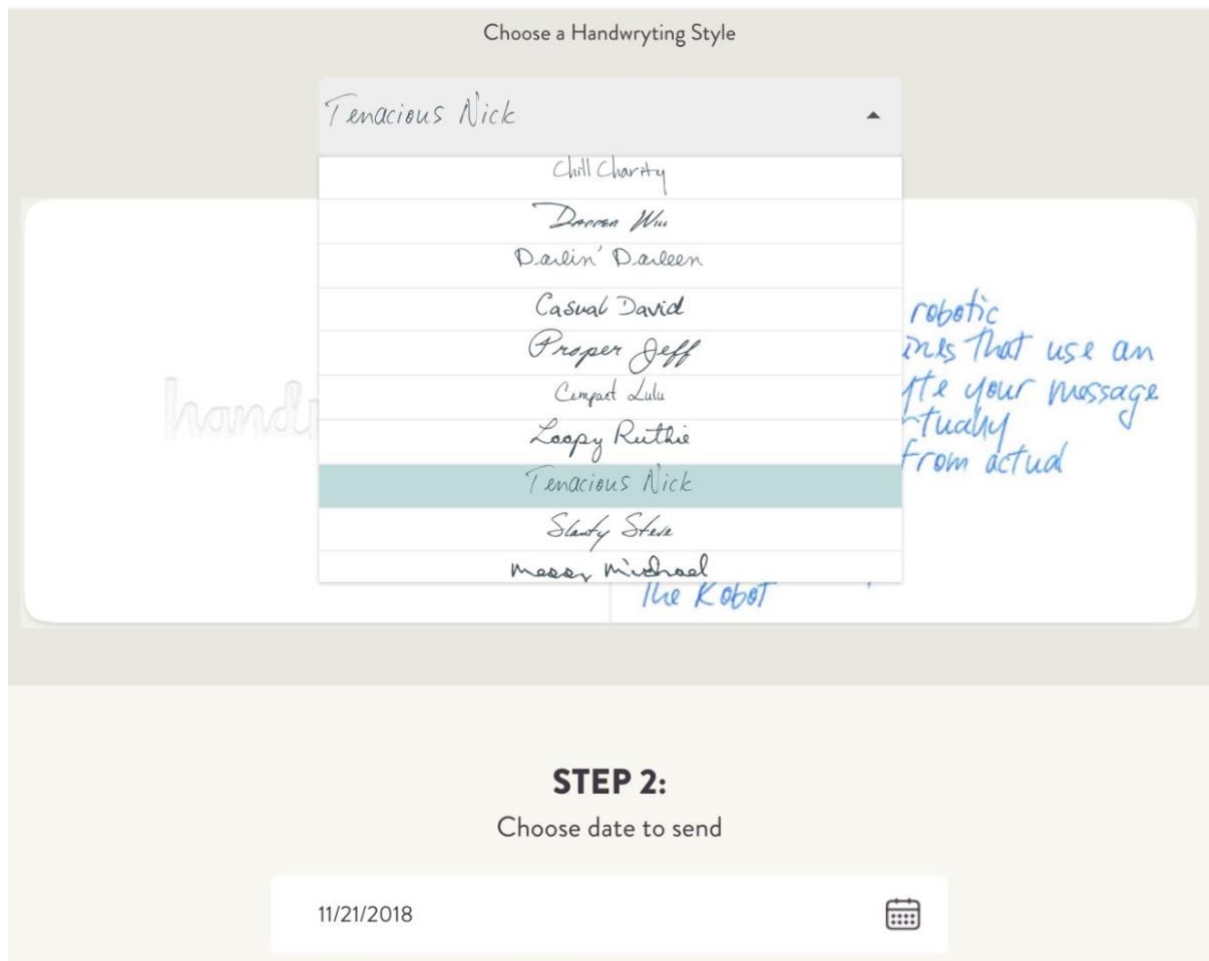 Choose a Handwryting Style
Tenacious Nick
Chill Charity
Darren Wu
Darlin' Darleen
Casual David
Proper Jeff
Compact Lulu
Loopy Ruthie
Tenacious Nick
Slanty Steve
Messy Michael
robotic
that use an
your message
from actual
The Robot
STEP 2:
Choose date to send
11/21/2018